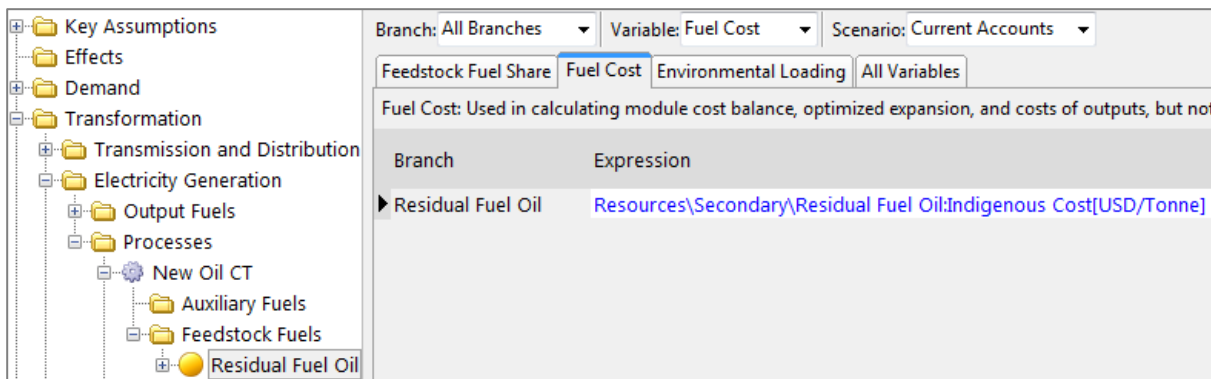 Key Assumptions
Effects
Demand
Transformation
Transmission and Distribution
Electricity Generation
Output Fuels
Processes
New Oil CT
Auxiliary Fuels
Feedstock Fuels
Residual Fuel Oil
Branch: All Branches Variable: Fuel Cost Scenario: Current Accounts
Feedstock Fuel Share Fuel Cost Environmental Loading All Variables
Fuel Cost: Used in calculating module cost balance, optimized expansion, and costs of outputs, but not
Branch Expression
Residual Fuel Oil Resources\Secondary\Residual Fuel Oil:Indigenous Cost[USD/Tonne]